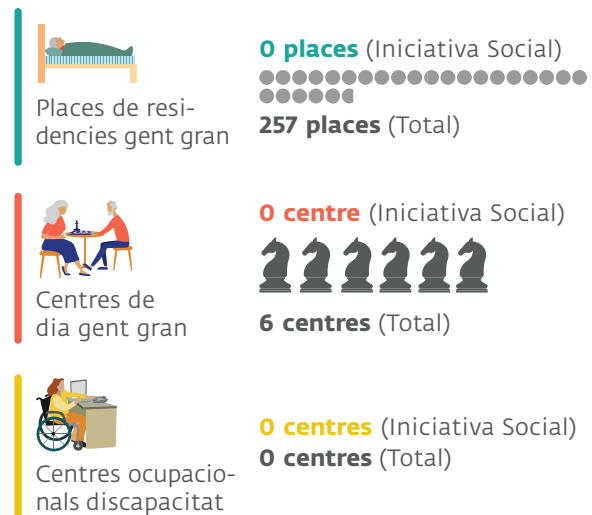 0 places (Iniciativa Social)
Places de resi-
dencies gent gran
257 places (Total)
0 centre (Iniciativa Social)
Centres de
dia gent gran
6 centres (Total)
0 centres (Iniciativa Social)
0 centres (Total)
Centres ocupacio-
nals discapacitat